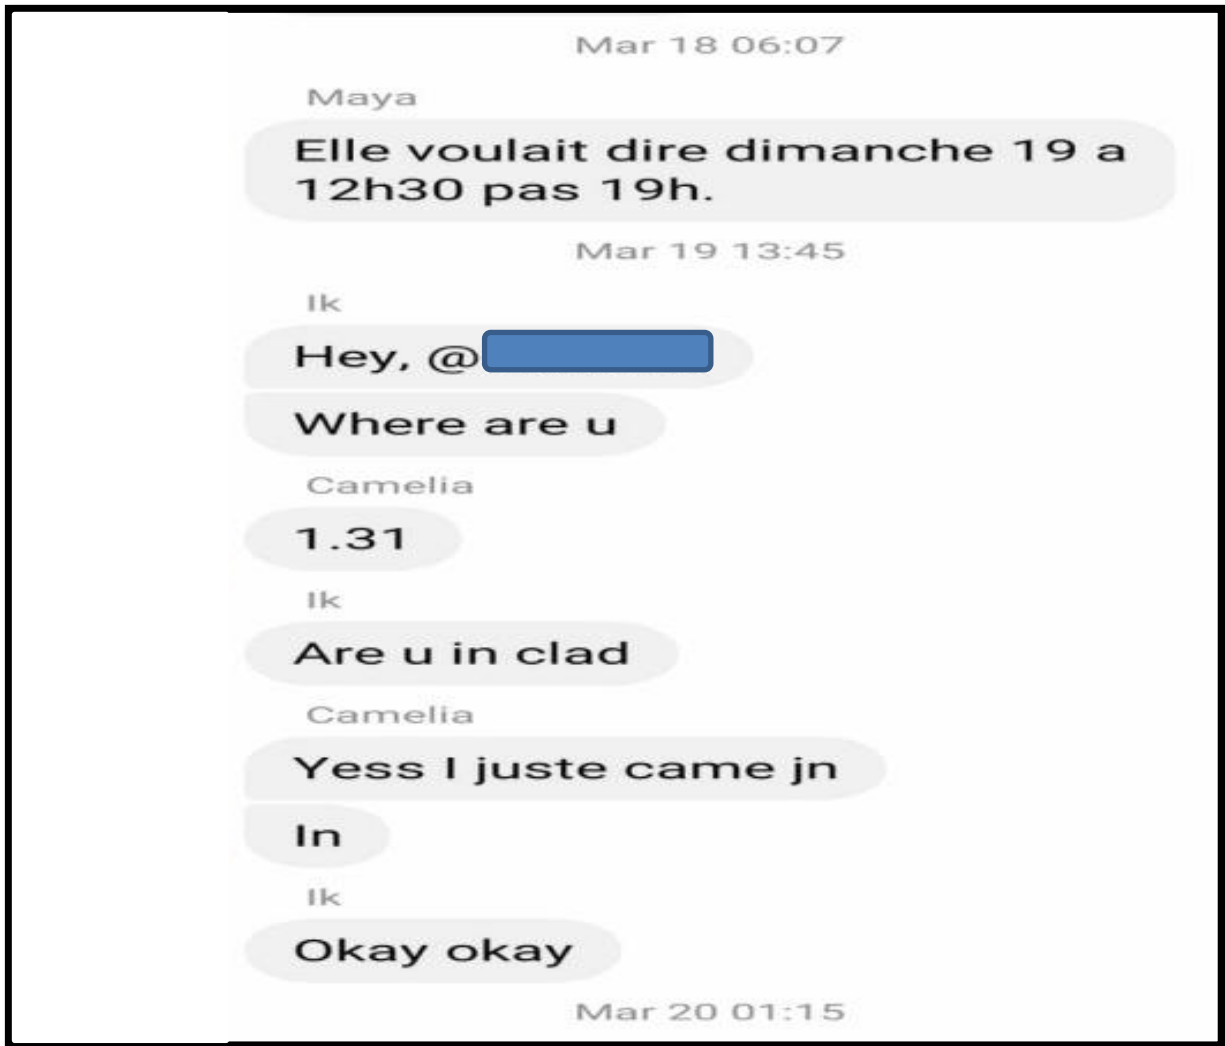 Mar 18 06:07
Maya
Elle voulait dire dimanche 19 a
12h30 pas 19h.
Mar 19 13:45
Ik
Hey, @
Where are u
Camelia
1.31
Ik
Are u in clad
Camelia
Yess I juste came jn
In
Ik
Okay okay
Mar 20 01:15